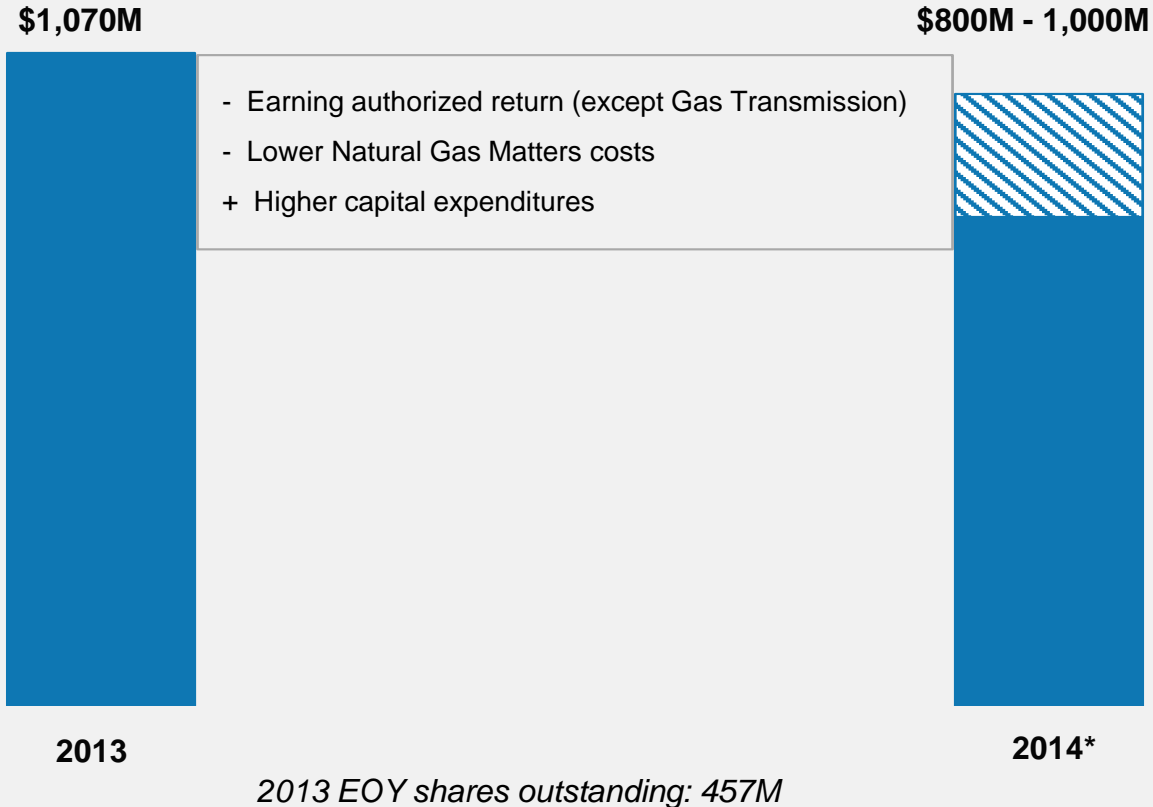 $1,070M
$800M - 1,000M
- Earning authorized return (except Gas Transmission)
- Lower Natural Gas Matters costs
+ Higher capital expenditures
2013
2014*
2013 EOY shares outstanding: 457M